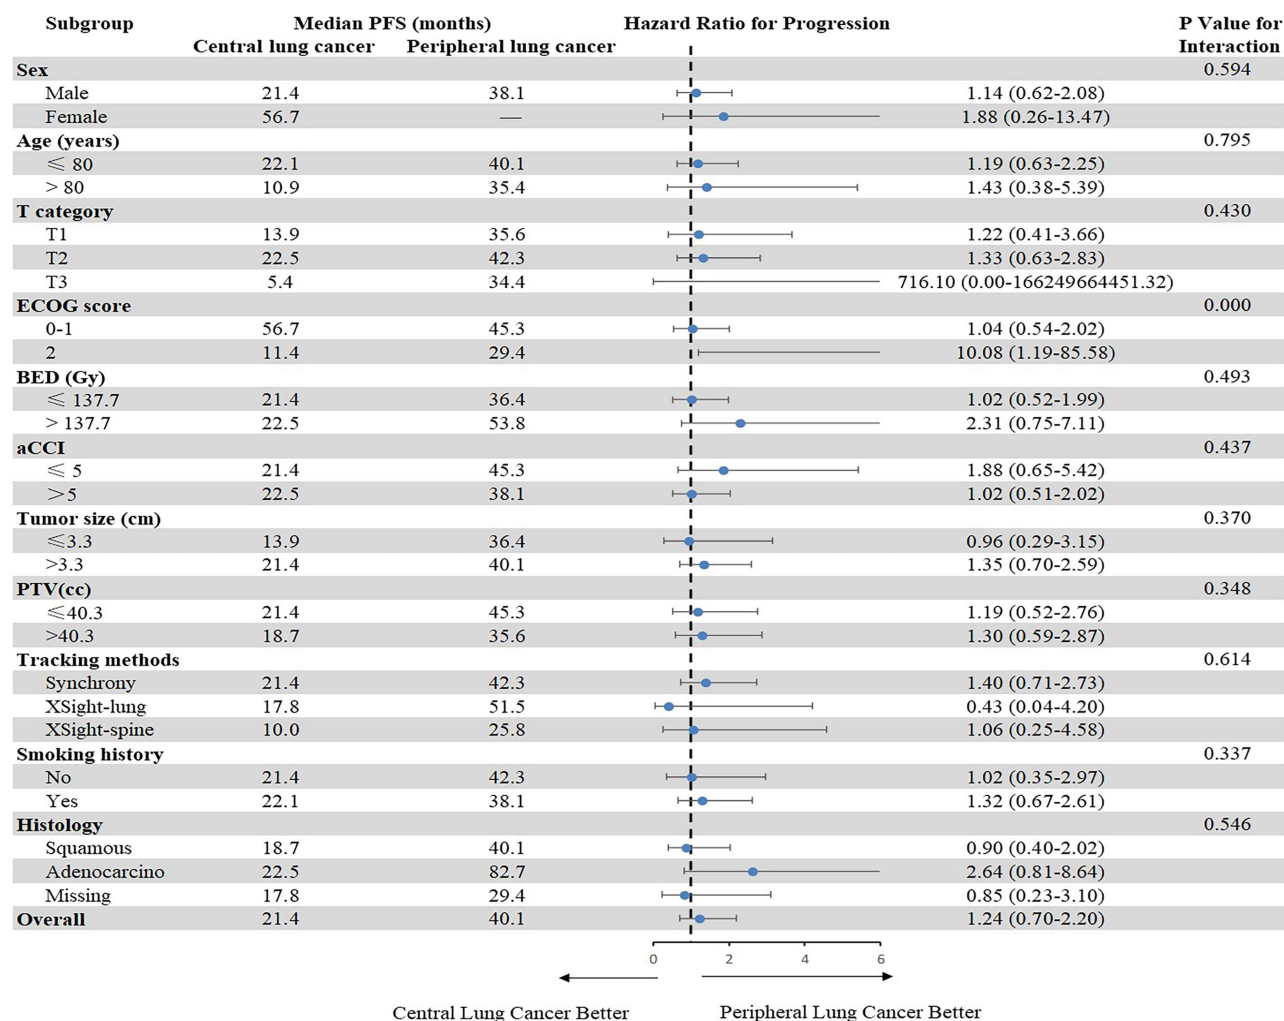 Subgroup Median PFS (months) Hazard Ratio for Progression P Value for
Central lung cancer Peripheral lung cancer Interaction
Sex 0.594
Male 21.4 38.1 1.14 (0.62-2.08)
Female 56.7 — 1.88 (0.26-13.47)
Age (years) 0.795
≤ 80 22.1 40.1 1.19 (0.63-2.25)
> 80 10.9 35.4 1.43 (0.38-5.39)
T category 0.430
T1 13.9 35.6 1.22 (0.41-3.66)
T2 22.5 42.3 1.33 (0.63-2.83)
T3 5.4 34.4 716.10 (0.00-166249664451.32)
ECOG score 0.000
0-1 56.7 45.3 1.04 (0.54-2.02)
2 11.4 29.4 10.08 (1.19-85.58)
BED (Gy) 0.493
≤ 137.7 21.4 36.4 1.02 (0.52-1.99)
> 137.7 22.5 53.8 2.31 (0.75-7.11)
aCCI 0.437
≤ 5 21.4 45.3 1.88 (0.65-5.42)
>5 22.5 38.1 1.02 (0.51-2.02)
Tumor size (cm) 0.370
≤3.3 13.9 36.4 0.96 (0.29-3.15)
>3.3 21.4 40.1 1.35 (0.70-2.59)
PTV(cc) 0.348
≤40.3 21.4 45.3 1.19 (0.52-2.76)
>40.3 18.7 35.6 1.30 (0.59-2.87)
Tracking methods 0.614
Synchrony 21.4 42.3 1.40 (0.71-2.73)
XSight-lung 17.8 51.5 0.43 (0.04-4.20)
XSight-spine 10.0 25.8 1.06 (0.25-4.58)
Smoking history 0.337
No 21.4 42.3 1.02 (0.35-2.97)
Yes 22.1 38.1 1.32 (0.67-2.61)
Histology 0.546
Squamous 18.7 40.1 0.90 (0.40-2.02)
Adenocarcino 22.5 82.7 2.64 (0.81-8.64)
Missing 17.8 29.4 0.85 (0.23-3.10)
Overall 21.4 40.1 1.24 (0.70-2.20)
0 2 4 6
Central Lung Cancer Better Peripheral Lung Cancer Better